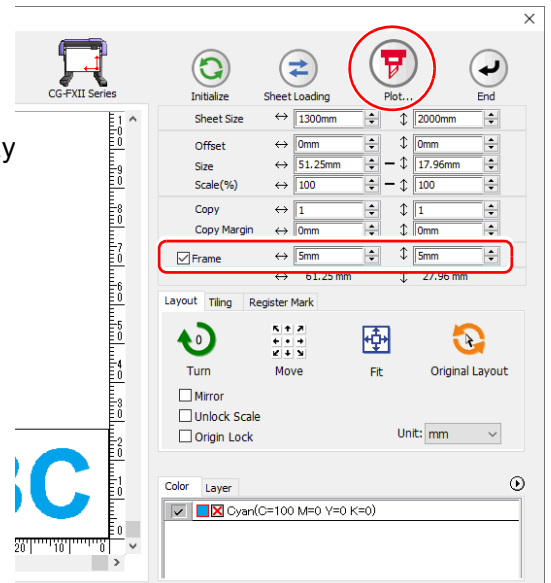 CG-FXII Series
Initialize Sheet Loading Plot... End
Sheet Size 1300mm 2000mm
y
Offset 0mm 0mm
Size 51.25mm 17.96mm
Scale(%) 100 100
Copy 1 1
Copy Margin 0mm 0mm
Frame 5mm 5mm
61.25 mm 27.96 mm
Layout Tiling Register Mark
0
Turn Move Fit Original Layout
Mirror
Unlock Scale
Origin Lock Unit: mm
BC
Color Layer
Cyan(C=100 M=0 Y=0 K=0)
20 10 0